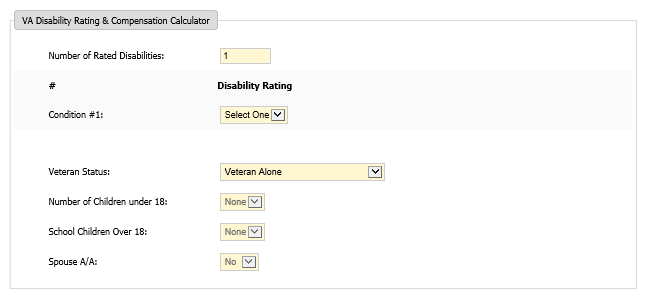 VA Disability Rating & Compensation Calculator
Number of Rated Disabilities: 1
# Disability Rating
Condition #1: Select One
Veteran Status: Veteran Alone
Number of Children under 18: None
School Children Over 18: None
Spouse A/A: No